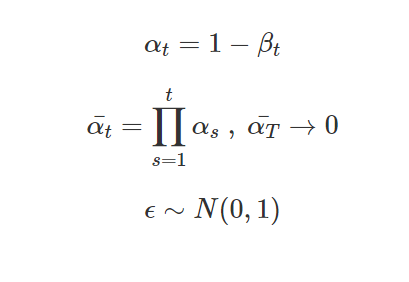 αₜ = 1 − βₜ
ᾱₜ = ∏ₛ₌₁ᵗ αₛ , ᾱ_T → 0
ϵ ∼ N(0, 1)